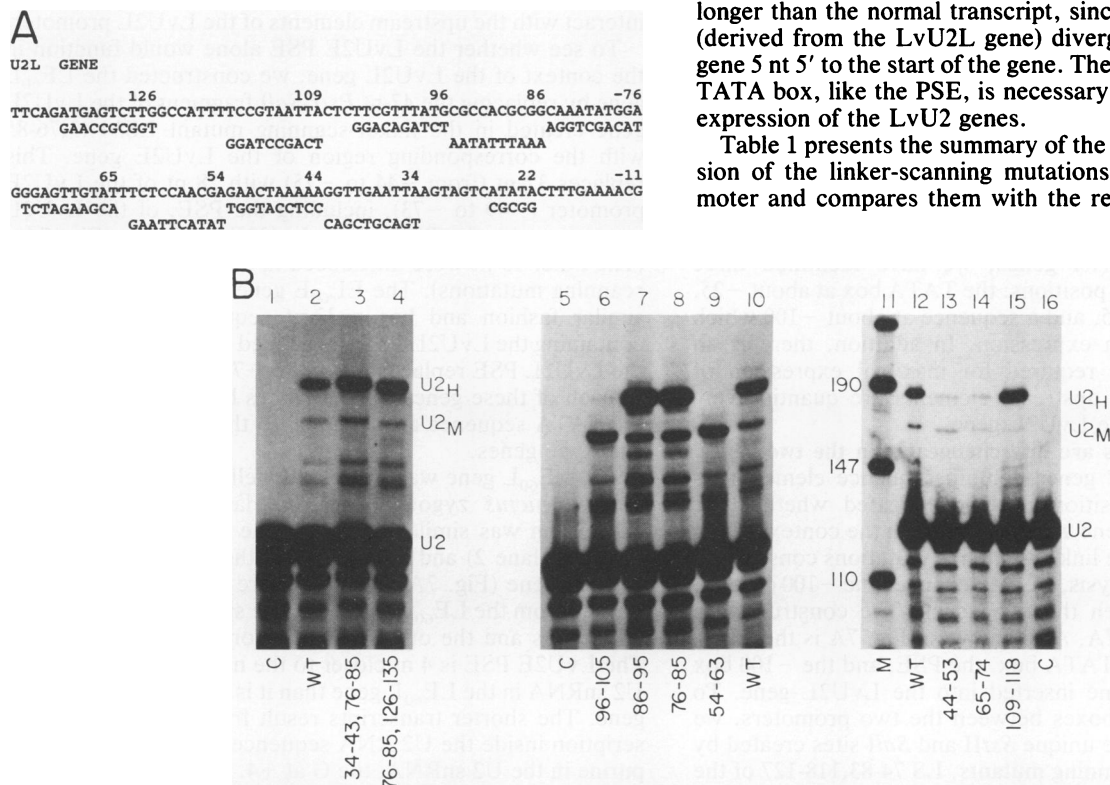 A
U2L GENE
126 109 96 86 -76
TTCAGATGAGTCTTGGCCATTTTCCGTAATTACTCTTCGTTTATGCGCCACGCGGCAAATATGGA
GAACCGCGGT GGACAGATCT AGGTCGACAT
GGATCCGACT AATATTTAAA
65 54 44 34 22 -11
GGGAGTTGTATTTCTCCAACGAGAACTAAAAAGGTTGAATTAAGTAGTCATATACTTTGAAAACG
TCTAGAAGCA TGGTACCTCC CGCGG
GAATTCATAT CAGCTGCAGT
longer than the normal transcript, sinc
(derived from the LvU2L gene) diverg
gene 5 nt 5′ to the start of the gene. The
TATA box, like the PSE, is necessary
expression of the LvU2 genes.
Table 1 presents the summary of the
sion of the linker-scanning mutations
moter and compares them with the re
B
1 2 3 4 5 6 7 8 9 10 11 12 13 14 15 16
U2H
U2M
U2
190
147
110
U2H
U2M
U2
C
WT
34-43,76-85
76-85,126-135
C
96-105
86-95
76-85
54-63
WT
M
WT
44-53
65-74
109-118
C